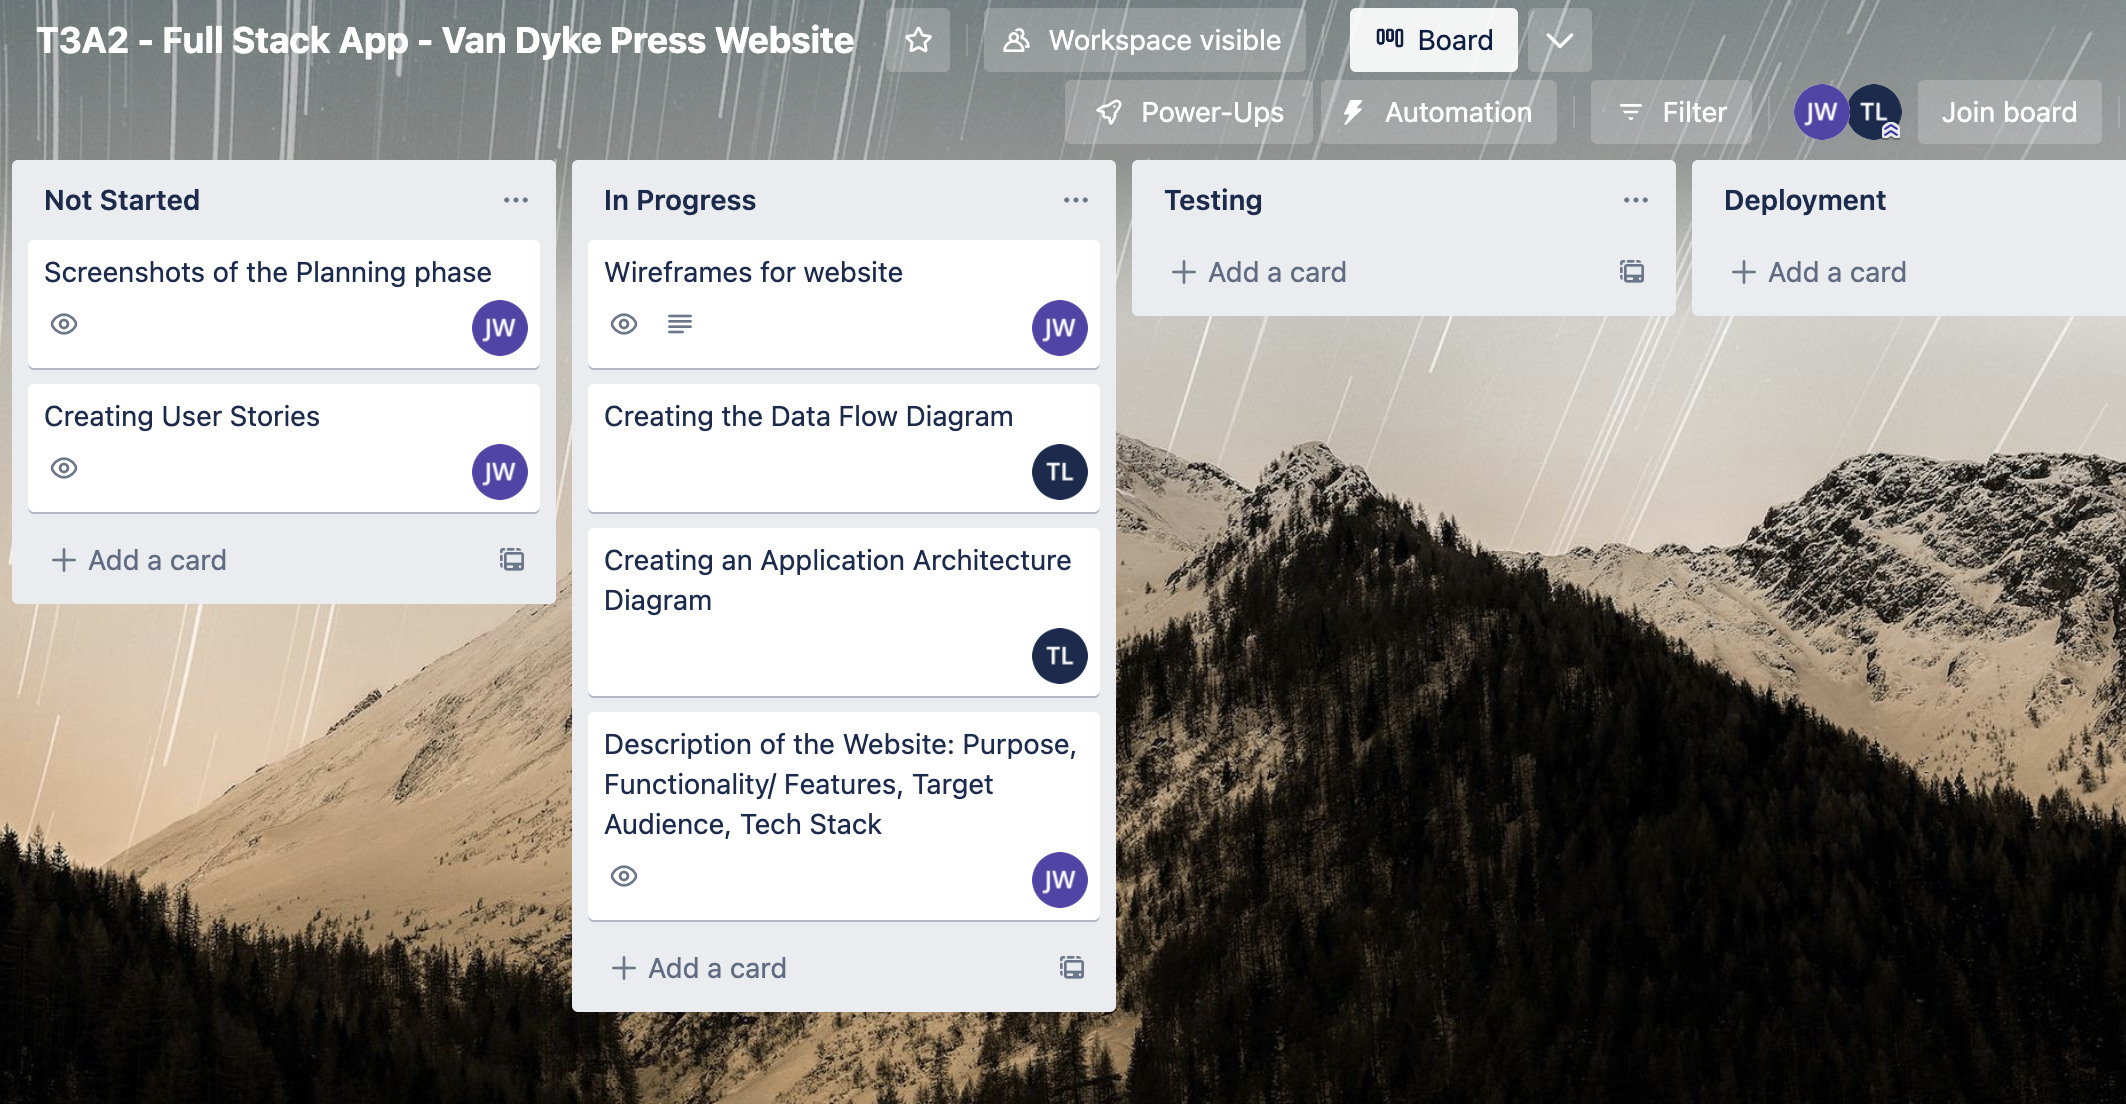 T3A2 - Full Stack App - Van Dyke Press Website
Workspace visible
Board
Power-Ups
Automation
Filter
JW
TL
Join board
Not Started
Screenshots of the Planning phase
JW
Creating User Stories
JW
Add a card
In Progress
Wireframes for website
JW
Creating the Data Flow Diagram
TL
Creating an Application Architecture
Diagram
TL
Description of the Website: Purpose,
Functionality/ Features, Target
Audience, Tech Stack
JW
Add a card
Testing
Add a card
Deployment
Add a card